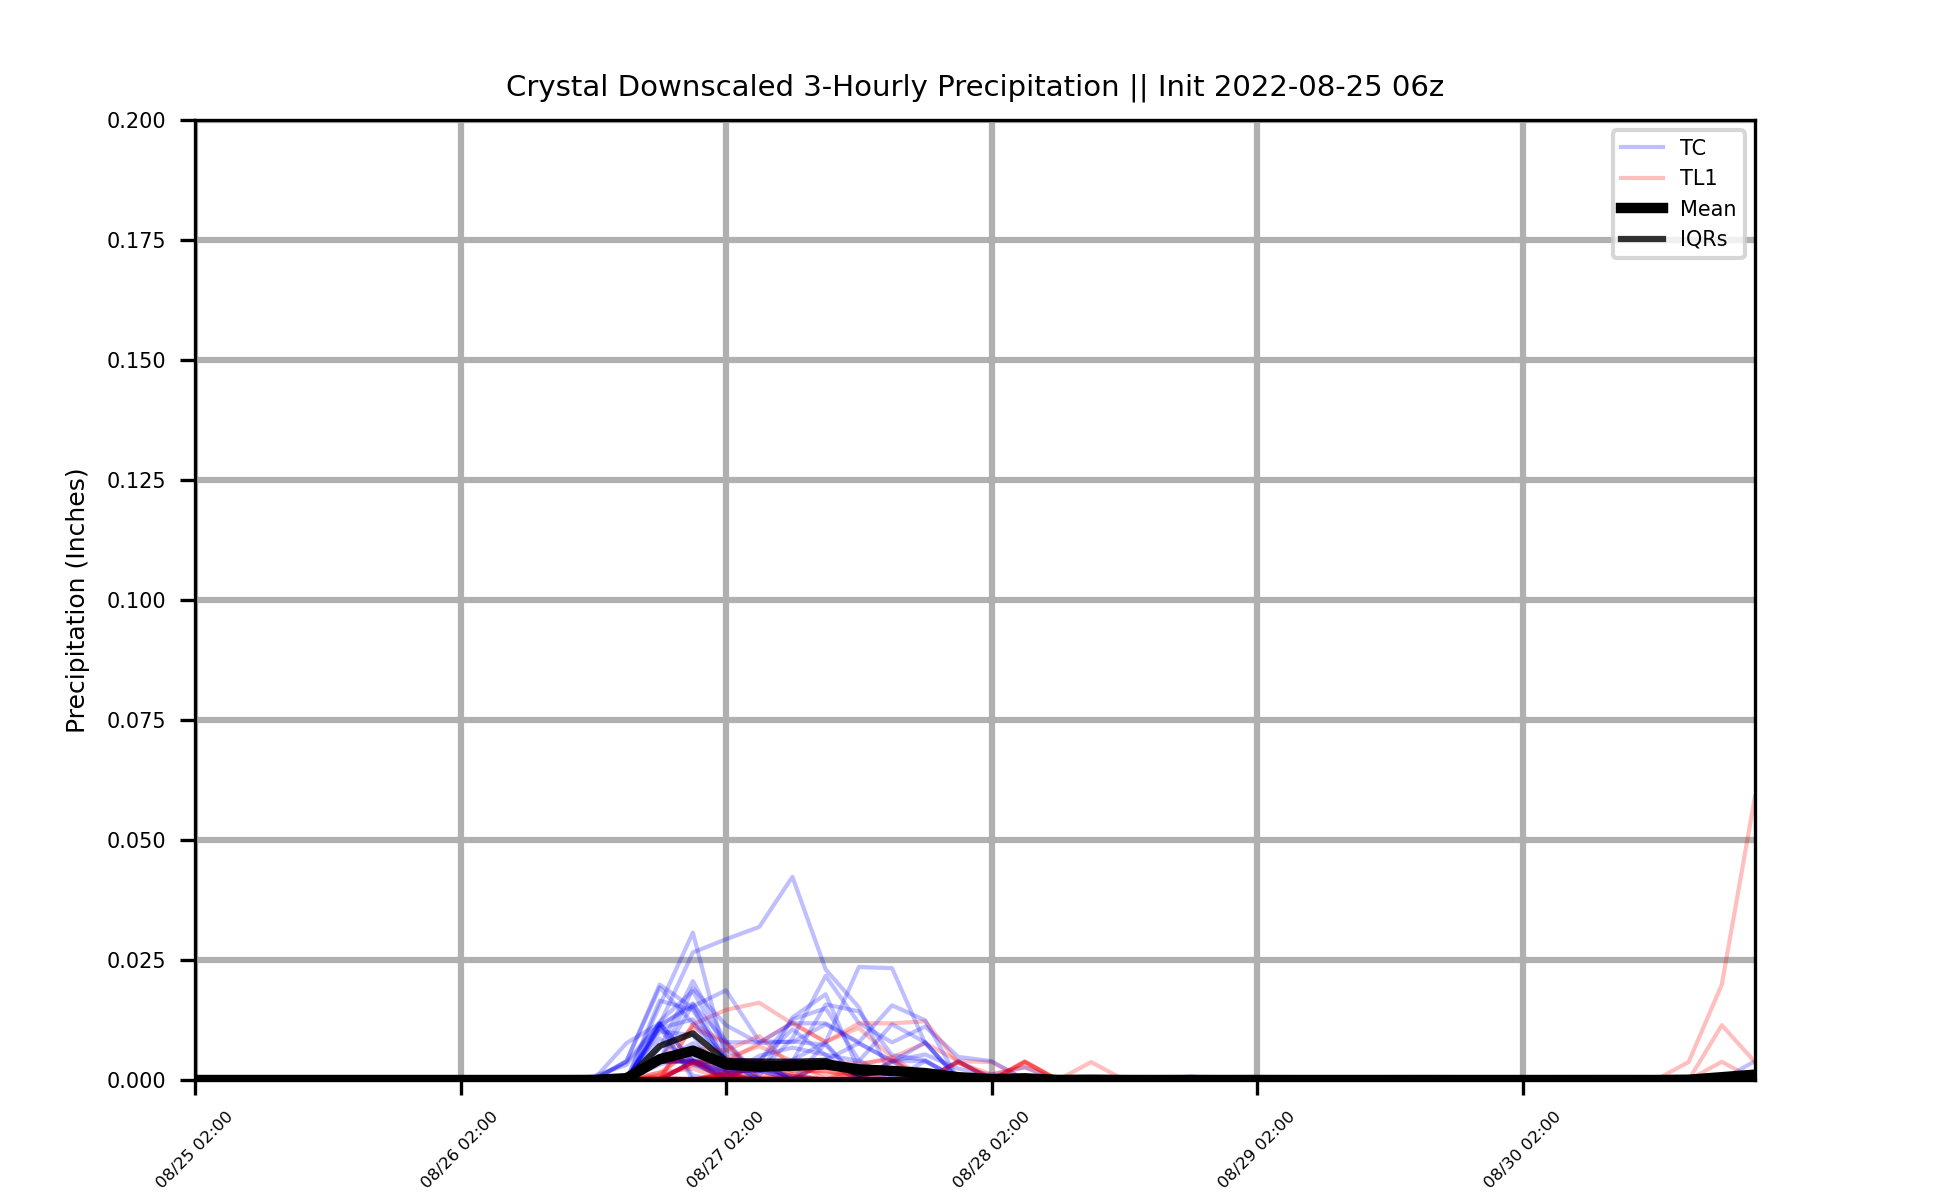 Crystal Downscaled 3-Hourly Precipitation || Init 2022-08-25 06z
TC
TL1
Mean
IQRs
Precipitation (Inches)
0.200
0.175
0.150
0.125
0.100
0.075
0.050
0.025
0.000
08/25 02:00
08/26 02:00
08/27 02:00
08/28 02:00
08/29 02:00
08/30 02:00